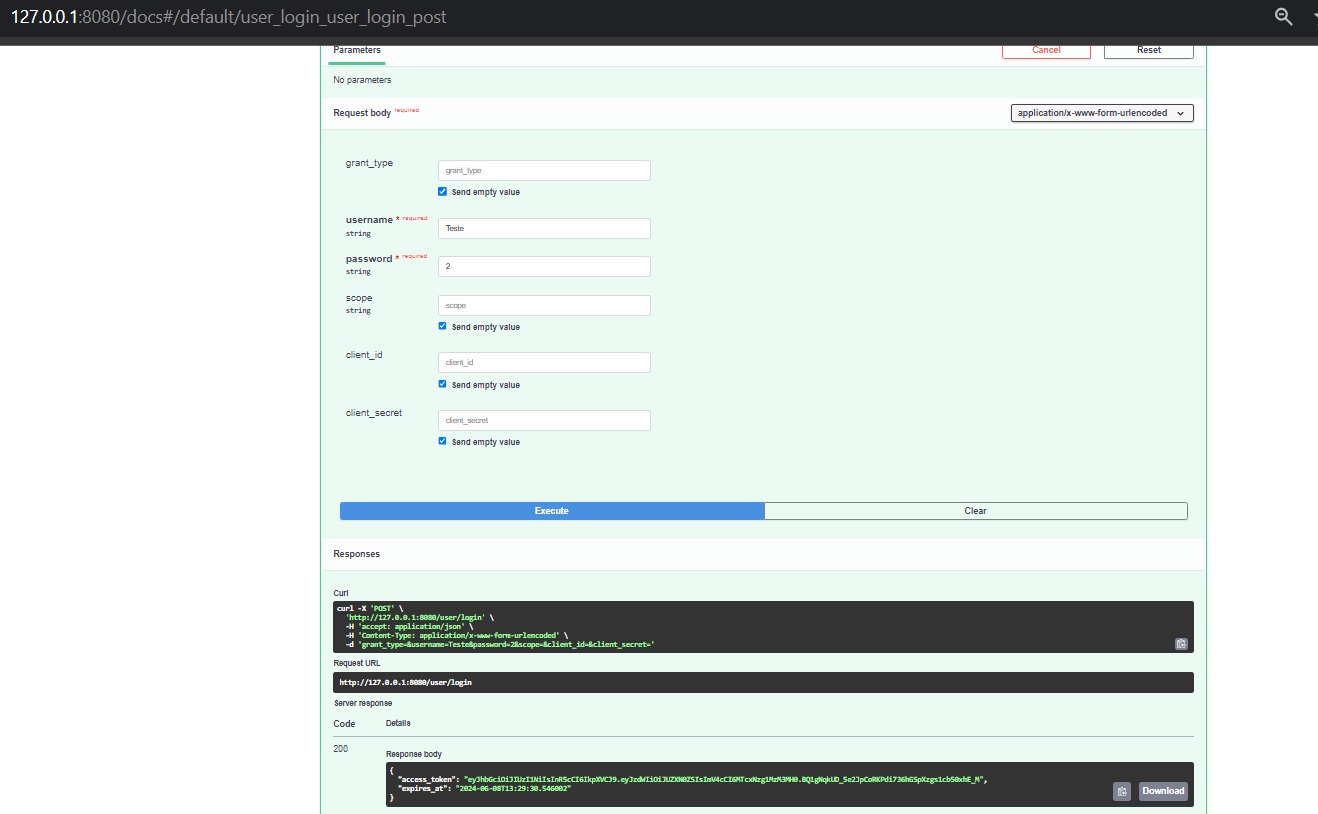 127.0.0.1:8080/docs#/default/user_login_user_login_post
Parameters
Cancel
Reset
No parameters
Request body required
application/x-www-form-urlencoded
grant_type
grant_type
Send empty value
username * required
string
Teste
password * required
string
2
scope
string
scope
Send empty value
client_id
client_id
Send empty value
client_secret
client_secret
Send empty value
Execute
Clear
Responses
Curl
curl -X 'POST' \
'http://127.0.0.1:8080/user/login' \
-H 'accept: application/json' \
-H 'Content-Type: application/x-www-form-urlencoded' \
-d 'grant_type=&username=Teste&password=2&scope=&client_id=&client_secret='
Request URL
http://127.0.0.1:8080/user/login
Server response
Code
Details
200
Response body
{
"access_token":
"expires_at": "2024-06-08T13:29:30.546002"
}
Download